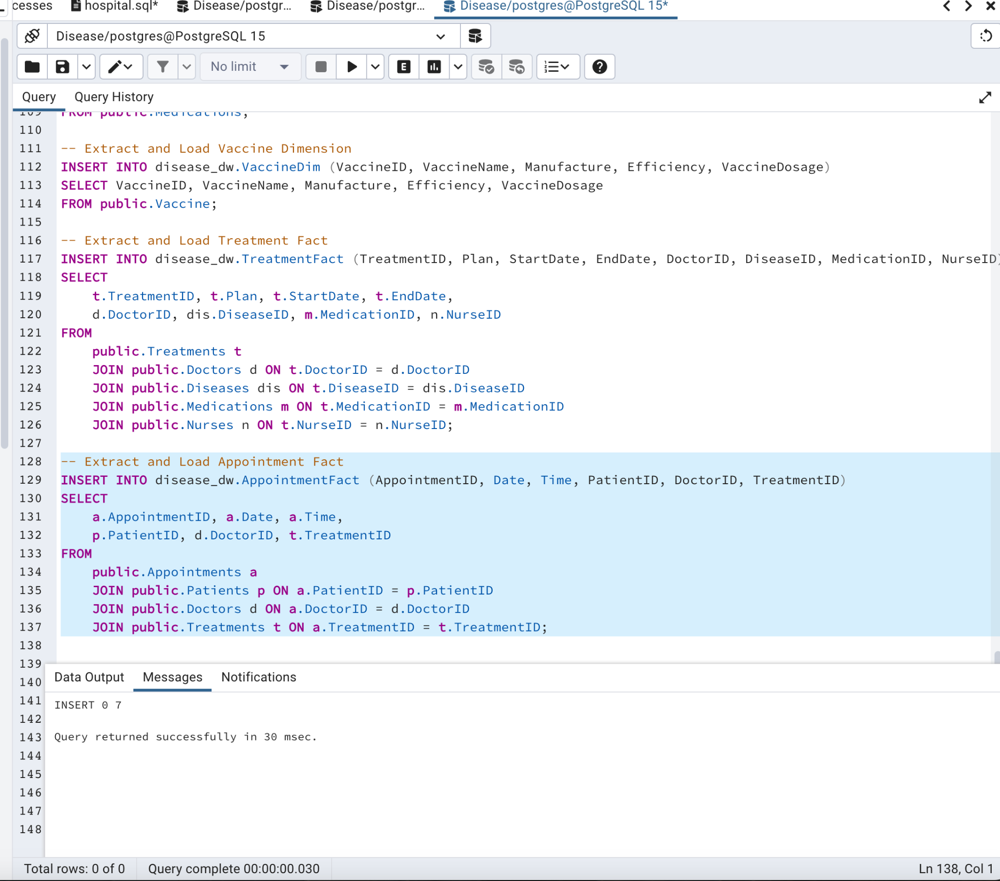 cesses hospital.sql* Disease/postgr... Disease/postgr... Disease/postgres@PostgreSQL 15*
Disease/postgres@PostgreSQL 15
No limit
Query Query History
109 FROM public.Medications;
110
111 -- Extract and Load Vaccine Dimension
112 INSERT INTO disease_dw.VaccineDim (VaccineID, VaccineName, Manufacture, Efficiency, VaccineDosage)
113 SELECT VaccineID, VaccineName, Manufacture, Efficiency, VaccineDosage
114 FROM public.Vaccine;
115
116 -- Extract and Load Treatment Fact
117 INSERT INTO disease_dw.TreatmentFact (TreatmentID, Plan, StartDate, EndDate, DoctorID, DiseaseID, MedicationID, NurseID)
118 SELECT
119 t.TreatmentID, t.Plan, t.StartDate, t.EndDate,
120 d.DoctorID, dis.DiseaseID, m.MedicationID, n.NurseID
121 FROM
122 public.Treatments t
123 JOIN public.Doctors d ON t.DoctorID = d.DoctorID
124 JOIN public.Diseases dis ON t.DiseaseID = dis.DiseaseID
125 JOIN public.Medications m ON t.MedicationID = m.MedicationID
126 JOIN public.Nurses n ON t.NurseID = n.NurseID;
127
128 -- Extract and Load Appointment Fact
129 INSERT INTO disease_dw.AppointmentFact (AppointmentID, Date, Time, PatientID, DoctorID, TreatmentID)
130 SELECT
131 a.AppointmentID, a.Date, a.Time,
132 p.PatientID, d.DoctorID, t.TreatmentID
133 FROM
134 public.Appointments a
135 JOIN public.Patients p ON a.PatientID = p.PatientID
136 JOIN public.Doctors d ON a.DoctorID = d.DoctorID
137 JOIN public.Treatments t ON a.TreatmentID = t.TreatmentID;
138
139
140 Data Output Messages Notifications
141 INSERT 0 7
142
143 Query returned successfully in 30 msec.
144
145
146
147
148
Total rows: 0 of 0 Query complete 00:00:00.030 Ln 138, Col 1